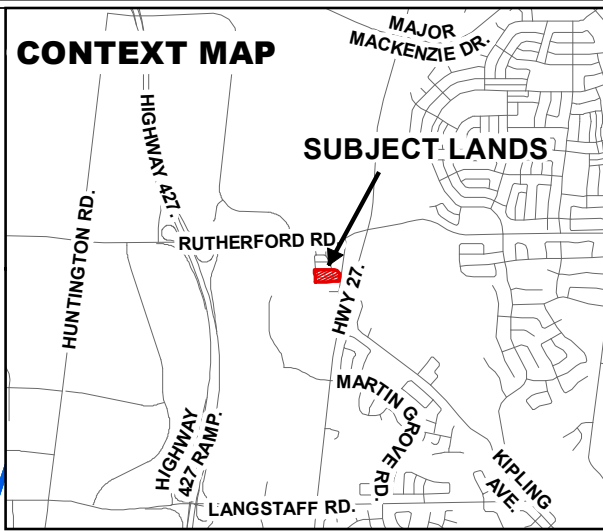 CONTEXT MAP
MAJOR
MACKENZIE DR.
HIGHWAY 427.
SUBJECT LANDS
HUNTINGTON RD.
RUTHERFORD RD.
HWY 27.
MARTIN GROVE RD.
HIGHWAY
427 RAMP.
KIPLING
AVE.
LANGSTAFF RD.